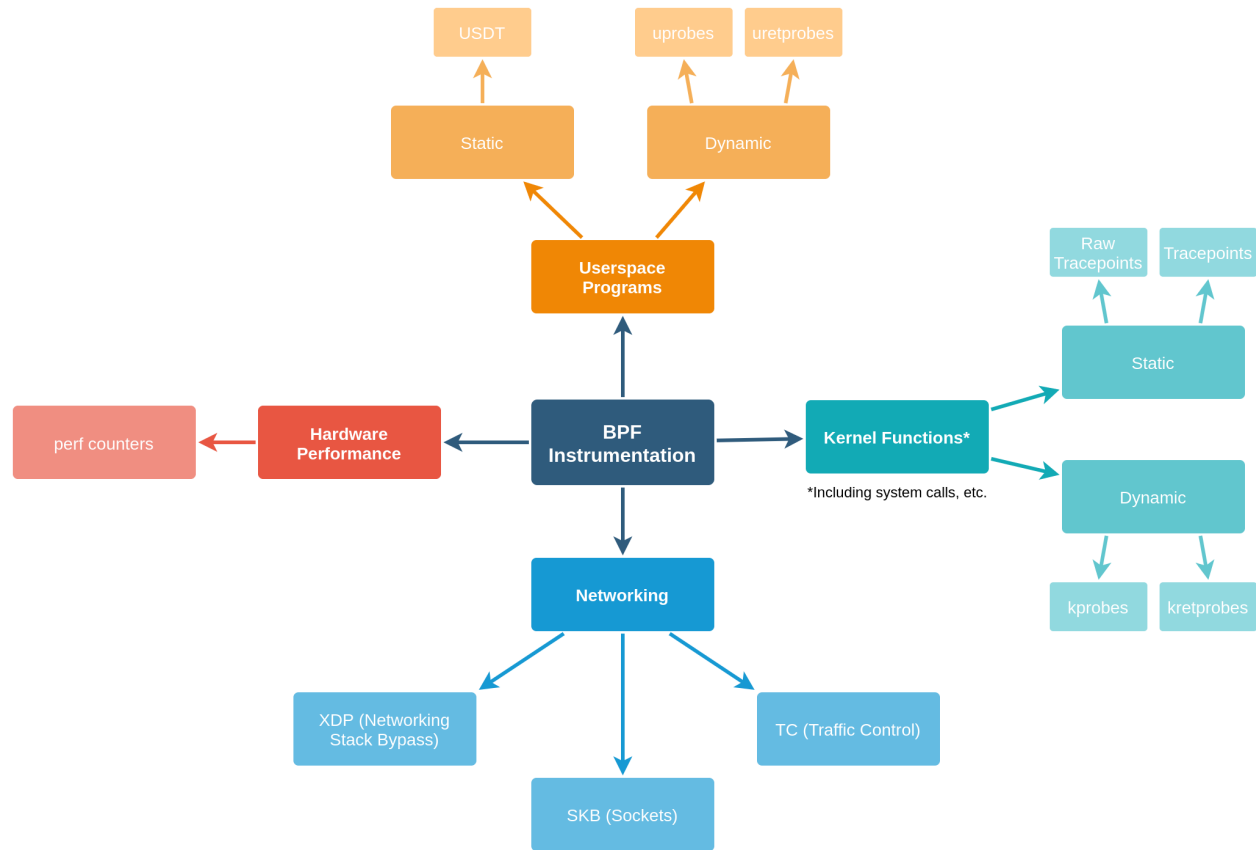 USDT
uprobes
uretprobes
Static
Dynamic
Userspace
Programs
Raw
Tracepoints
Tracepoints
Static
Hardware
Performance
perf counters
BPF
Instrumentation
Kernel Functions*
*Including system calls, etc.
Dynamic
kprobes
kretprobes
Networking
XDP (Networking
Stack Bypass)
TC (Traffic Control)
SKB (Sockets)